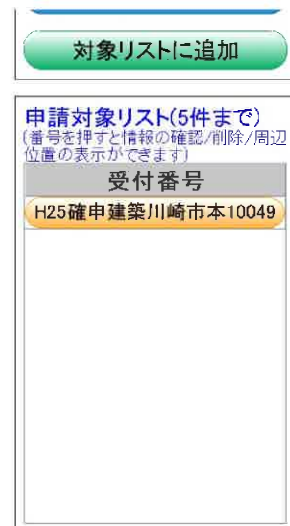 対象リストに追加
申請対象リスト(5件まで)
(番号を押すと情報の確認/削除/周辺
位置の表示ができます)
受付番号
H25確申建築川崎市本10049